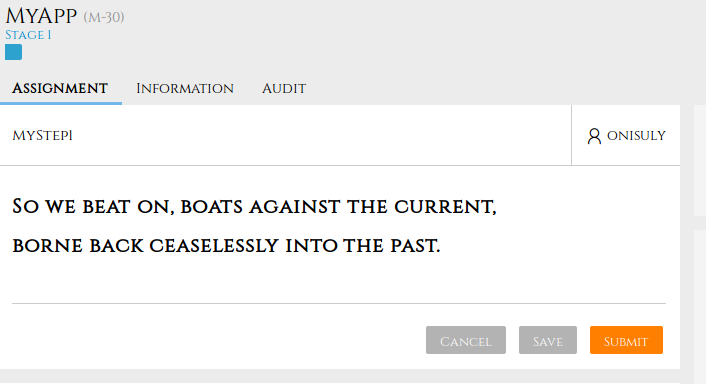 MyApp (M-30)
Stage 1
Assignment Information Audit
MyStep1 onisuly
So we beat on, boats against the current,
borne back ceaselessly into the past.
Cancel Save Submit